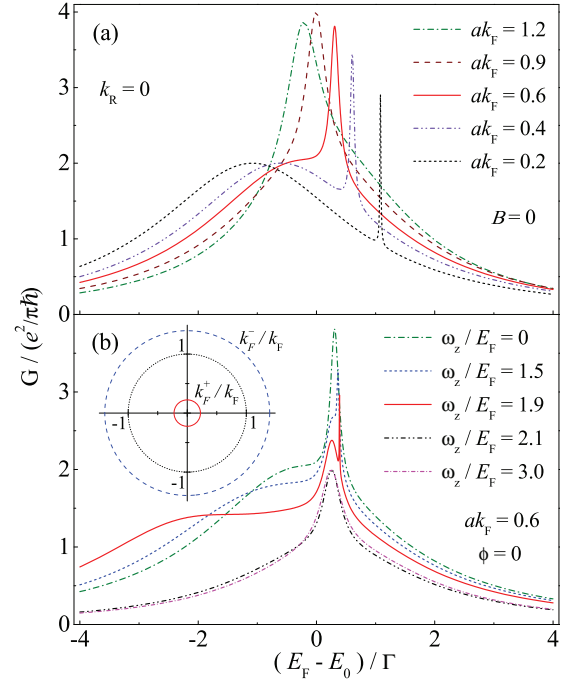 4
(a)
ak_F = 1.2
k_R = 0
ak_F = 0.9
ak_F = 0.6
3
ak_F = 0.4
ak_F = 0.2
2
B = 0
1
0
G / (e²/πℏ)
(b)
k_F^- / k_F
ω_z / E_F = 0
1
k_F^+ / k_F
ω_z / E_F = 1.5
3
ω_z / E_F = 1.9
-1
1
ω_z / E_F = 2.1
-1
ω_z / E_F = 3.0
2
ak_F = 0.6
1
ϕ = 0
0
-4 -2 0 2 4
( E_F - E_0 ) / Γ